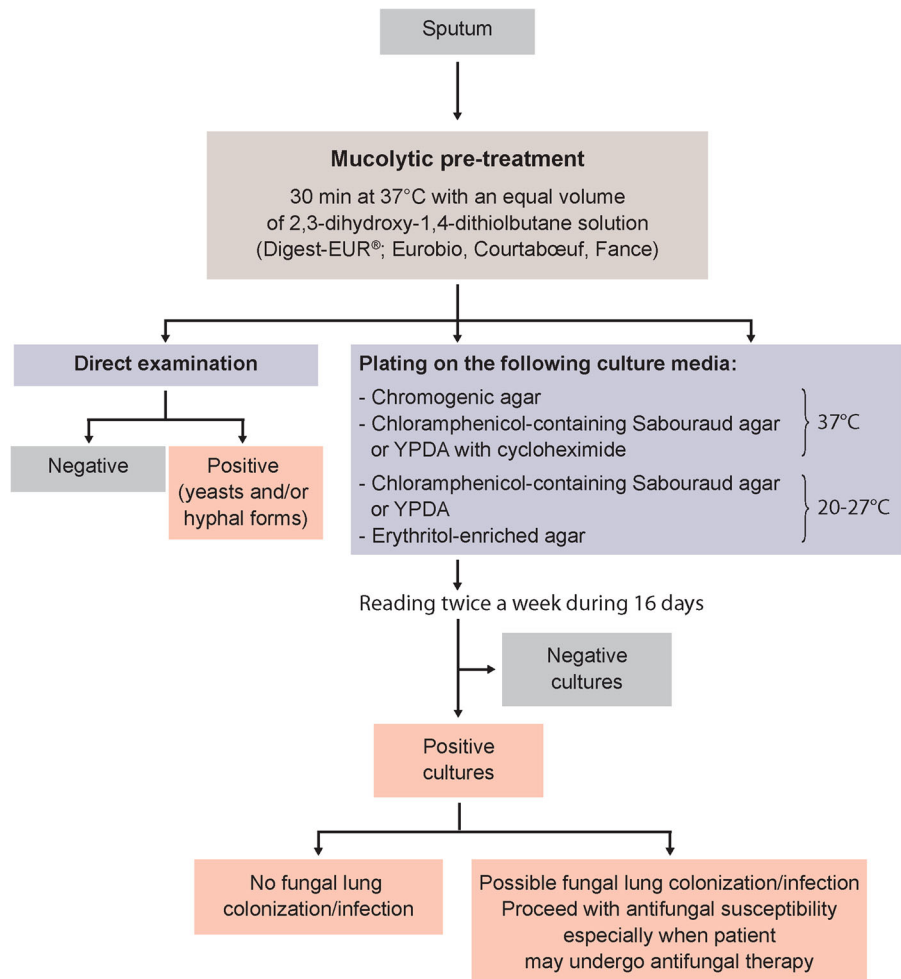 Sputum
Mucolytic pre-treatment
30 min at 37°C with an equal volume
of 2,3-dihydroxy-1,4-dithiolbutane solution
(Digest-EUR®; Eurobio, Courtabœuf, Fance)
Direct examination
Negative
Positive
(yeasts and/or
hyphal forms)
Plating on the following culture media:
- Chromogenic agar
- Chloramphenicol-containing Sabouraud agar
or YPDA with cycloheximide
37°C
- Chloramphenicol-containing Sabouraud agar
or YPDA
- Erythritol-enriched agar
20-27°C
Reading twice a week during 16 days
Negative
cultures
Positive
cultures
No fungal lung
colonization/infection
Possible fungal lung colonization/infection
Proceed with antifungal susceptibility
especially when patient
may undergo antifungal therapy